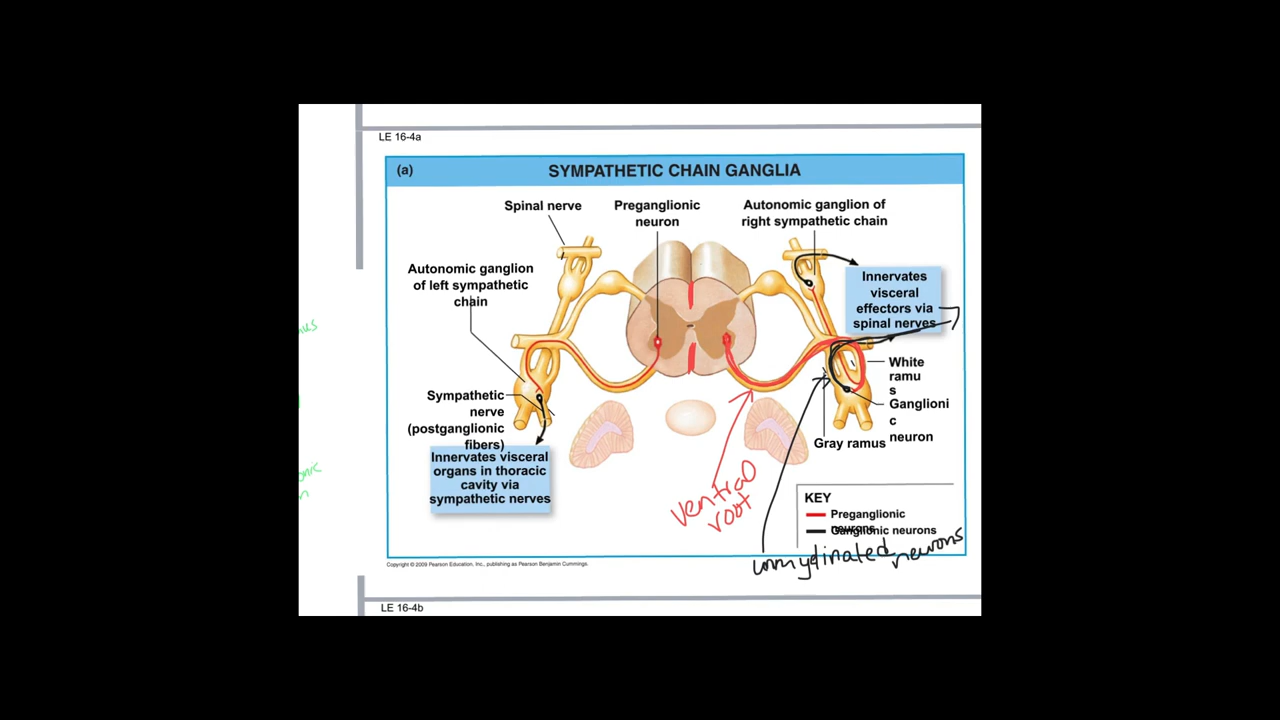 LE 16-4a
(a)
SYMPATHETIC CHAIN GANGLIA
Spinal nerve
Preganglionic
neuron
Autonomic ganglion of
right sympathetic chain
Autonomic ganglion
of left sympathetic
chain
Innervates
visceral
effectors via
spinal nerves
White
ramu
s
Ganglioni
c
neuron
Gray ramus
Sympathetic
nerve
(postganglionic
fibers)
Innervates visceral
organs in thoracic
cavity via
sympathetic nerves
ventral
root
KEY
Preganglionic
neurons
Ganglionic neurons
unmyelinated neurons
Copyright © 2009 Pearson Education, Inc., publishing as Pearson Benjamin Cummings.
LE 16-4b